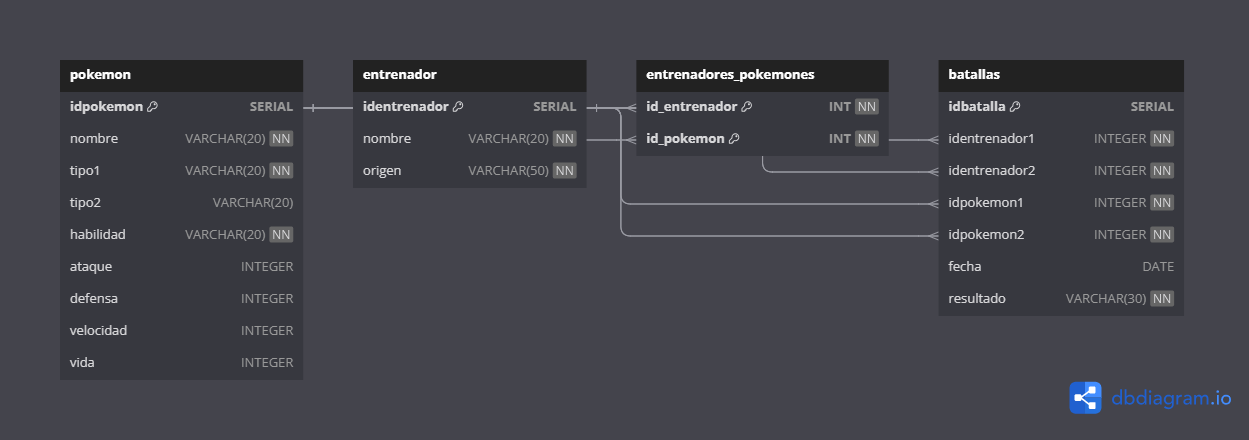 pokemon
idpokemon SERIAL
nombre VARCHAR(20) NN
tipo1 VARCHAR(20) NN
tipo2 VARCHAR(20)
habilidad VARCHAR(20) NN
ataque INTEGER
defensa INTEGER
velocidad INTEGER
vida INTEGER
entrenador
identrenador SERIAL
nombre VARCHAR(20) NN
origen VARCHAR(50) NN
entrenadores_pokemones
id_entrenador INT NN
id_pokemon INT NN
batallas
idbatalla SERIAL
identrenador1 INTEGER NN
identrenador2 INTEGER NN
idpokemon1 INTEGER NN
idpokemon2 INTEGER NN
fecha DATE
resultado VARCHAR(30) NN
dbdiagram.io